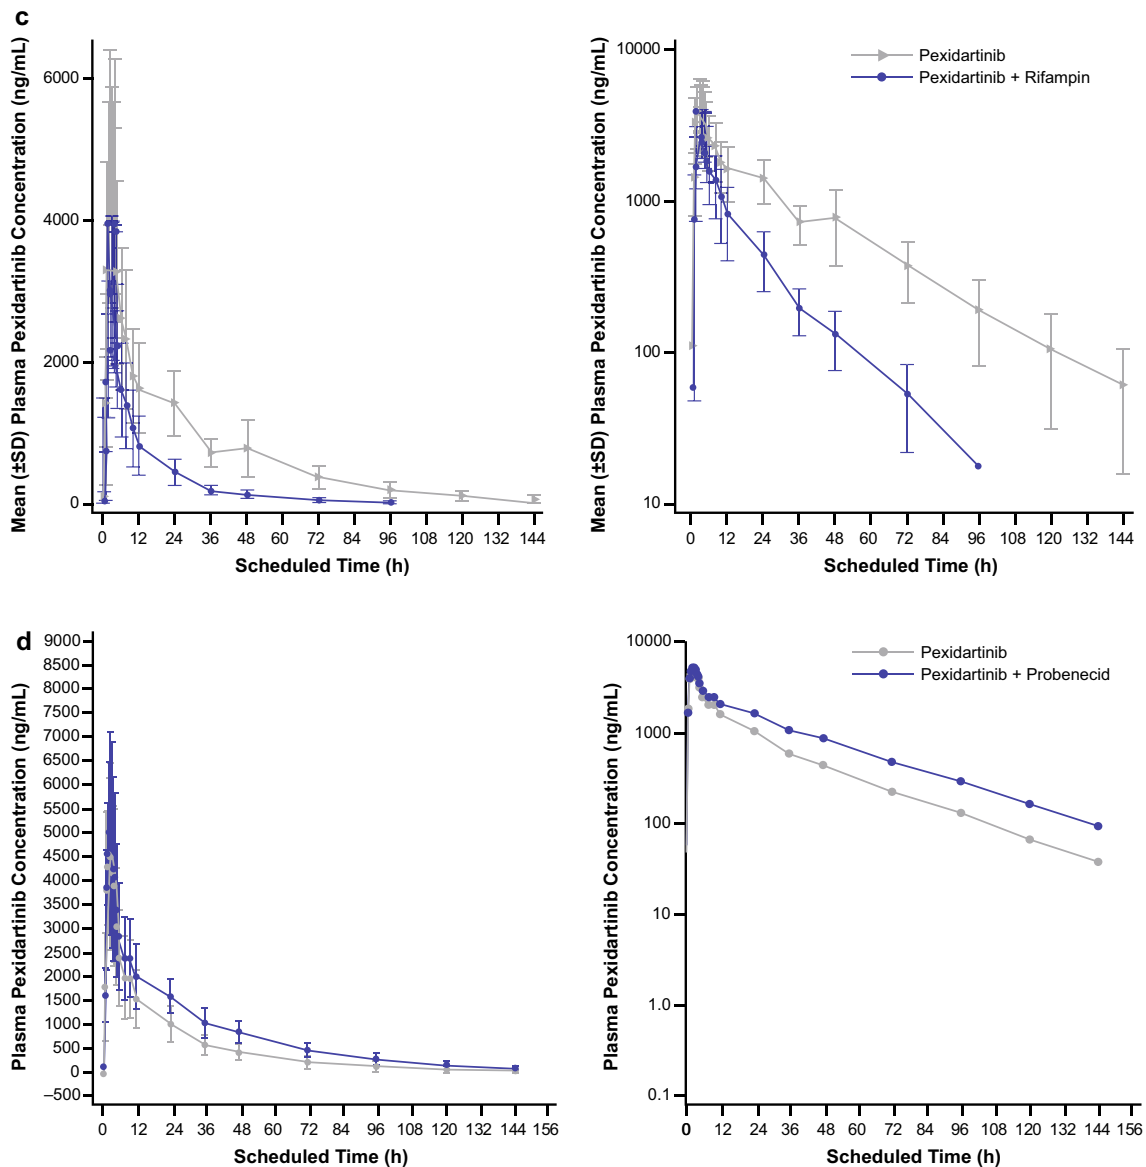 c
Mean (±SD) Plasma Pexidartinib Concentration (ng/mL)
6000
4000
2000
0
0 12 24 36 48 60 72 84 96 108 120 132 144
Scheduled Time (h)
Mean (±SD) Plasma Pexidartinib Concentration (ng/mL)
10000
1000
100
10
0 12 24 36 48 60 72 84 96 108 120 132 144
Scheduled Time (h)
Pexidartinib
Pexidartinib + Rifampin
d
Plasma Pexidartinib Concentration (ng/mL)
9000
8500
8000
7500
7000
6500
6000
5500
5000
4500
4000
3500
3000
2500
2000
1500
1000
500
0
–500
0 12 24 36 48 60 72 84 96 108 120 132 144 156
Scheduled Time (h)
Plasma Pexidartinib Concentration (ng/mL)
10000
1000
100
10
1.0
0.1
0 12 24 36 48 60 72 84 96 108 120 132 144 156
Scheduled Time (h)
Pexidartinib
Pexidartinib + Probenecid